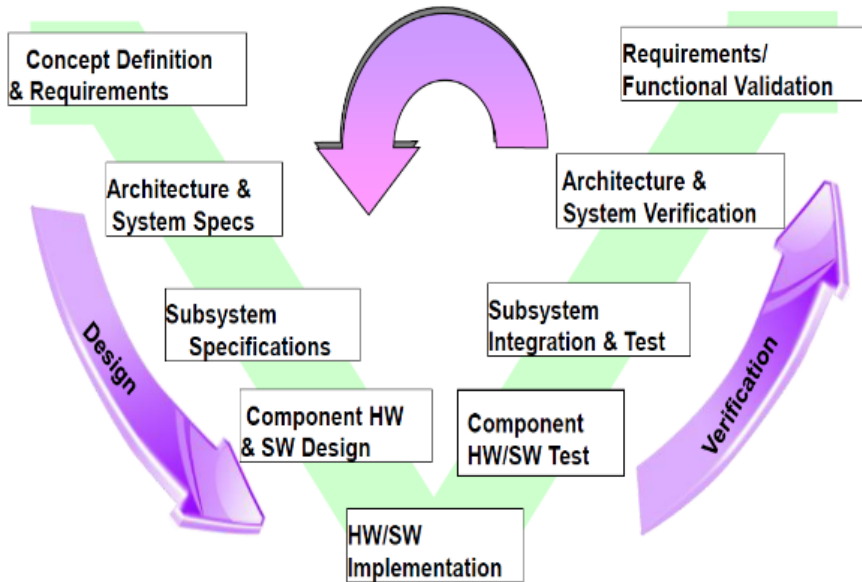 Concept Definition
& Requirements
Architecture &
System Specs
Subsystem
Specifications
Component HW
& SW Design
HW/SW
Implementation
Component
HW/SW Test
Subsystem
Integration & Test
Architecture &
System Verification
Requirements/
Functional Validation
Design
Verification